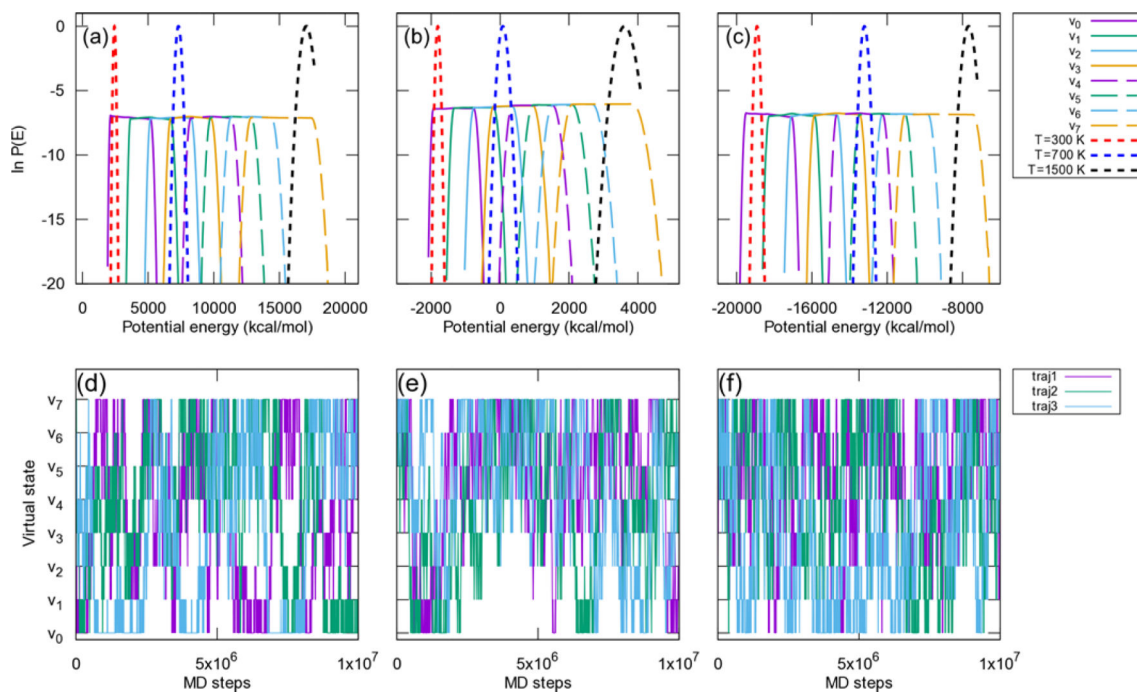 (a)
(b)
(c)
ln P(E)
0
-5
-10
-15
-20
0 5000 10000 15000 20000
Potential energy (kcal/mol)
-2000 0 2000 4000
Potential energy (kcal/mol)
-20000 -16000 -12000 -8000
Potential energy (kcal/mol)
v0
v1
v2
v3
v4
v5
v6
v7
T=300 K
T=700 K
T=1500 K
(d)
(e)
(f)
Virtual state
v7
v6
v5
v4
v3
v2
v1
v0
0 5x10^6 1x10^7
MD steps
0 5x10^6 1x10^7
MD steps
0 5x10^6 1x10^7
MD steps
traj1
traj2
traj3